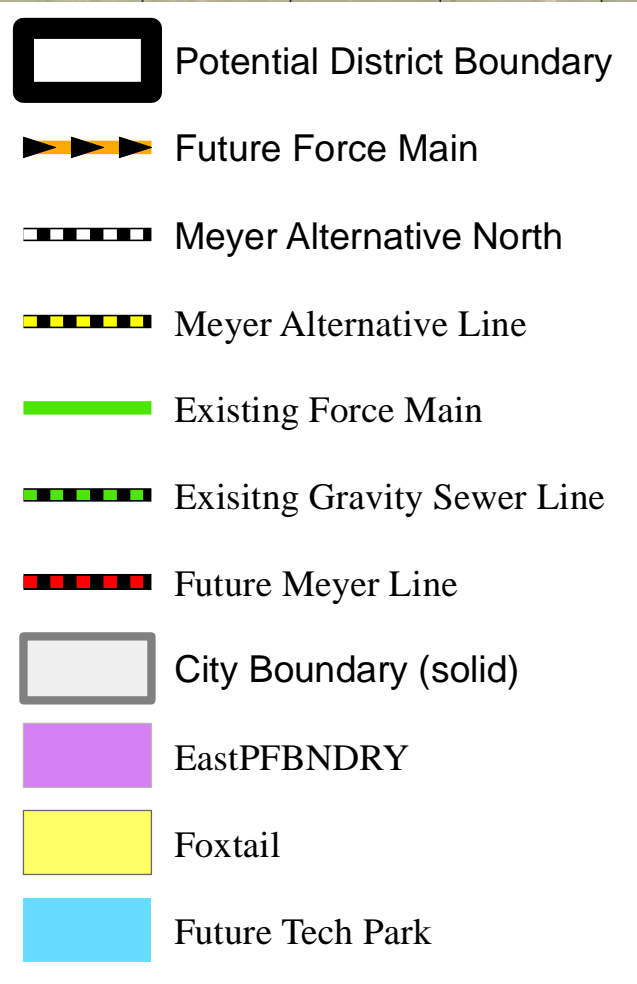 Potential District Boundary
Future Force Main
Meyer Alternative North
Meyer Alternative Line
Existing Force Main
Exisitng Gravity Sewer Line
Future Meyer Line
City Boundary (solid)
EastPFBNDRY
Foxtail
Future Tech Park